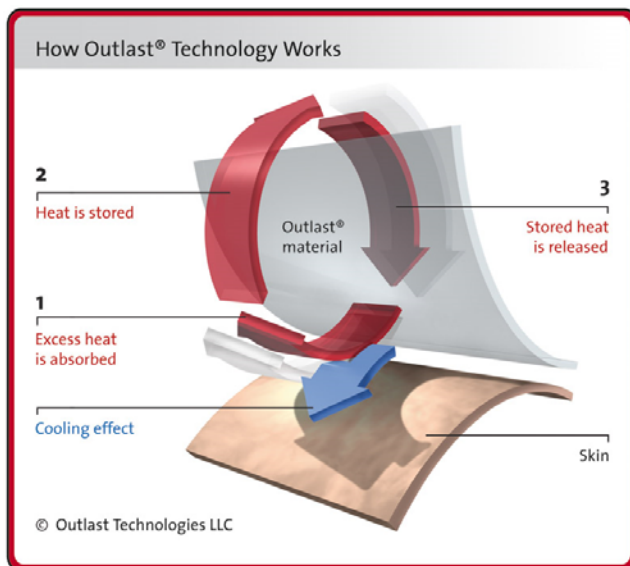 How Outlast® Technology Works
2
Heat is stored
3
Stored heat
is released
Outlast®
material
1
Excess heat
is absorbed
Cooling effect
Skin
© Outlast Technologies LLC